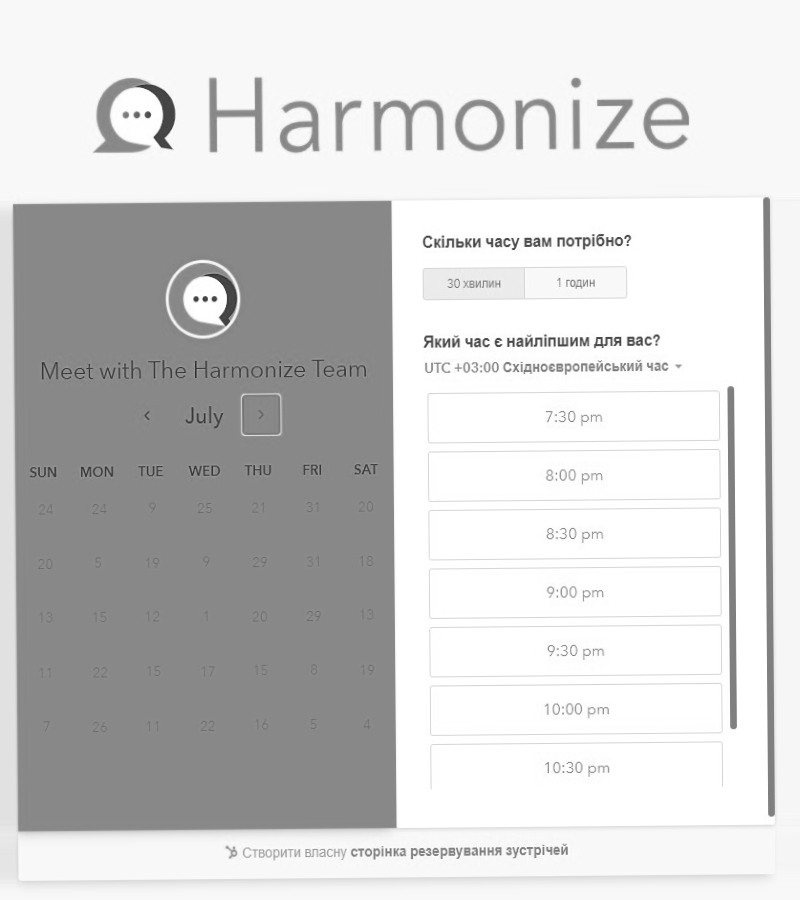 Harmonize
Meet with The Harmonize Team
July
SUN MON TUE WED THU FRI SAT
24 24 9 25 21 31 20
20 5 19 9 29 31 18
13 15 12 1 20 29 13
11 22 15 17 15 8 19
7 26 11 22 16 5 4
Скільки часу вам потрібно?
30 хвилин 1 годин
Який час є найліпшим для вас?
UTC +03:00 Східноєвропейський час
7:30 pm
8:00 pm
8:30 pm
9:00 pm
9:30 pm
10:00 pm
10:30 pm
Створити власну сторінка резервування зустрічей